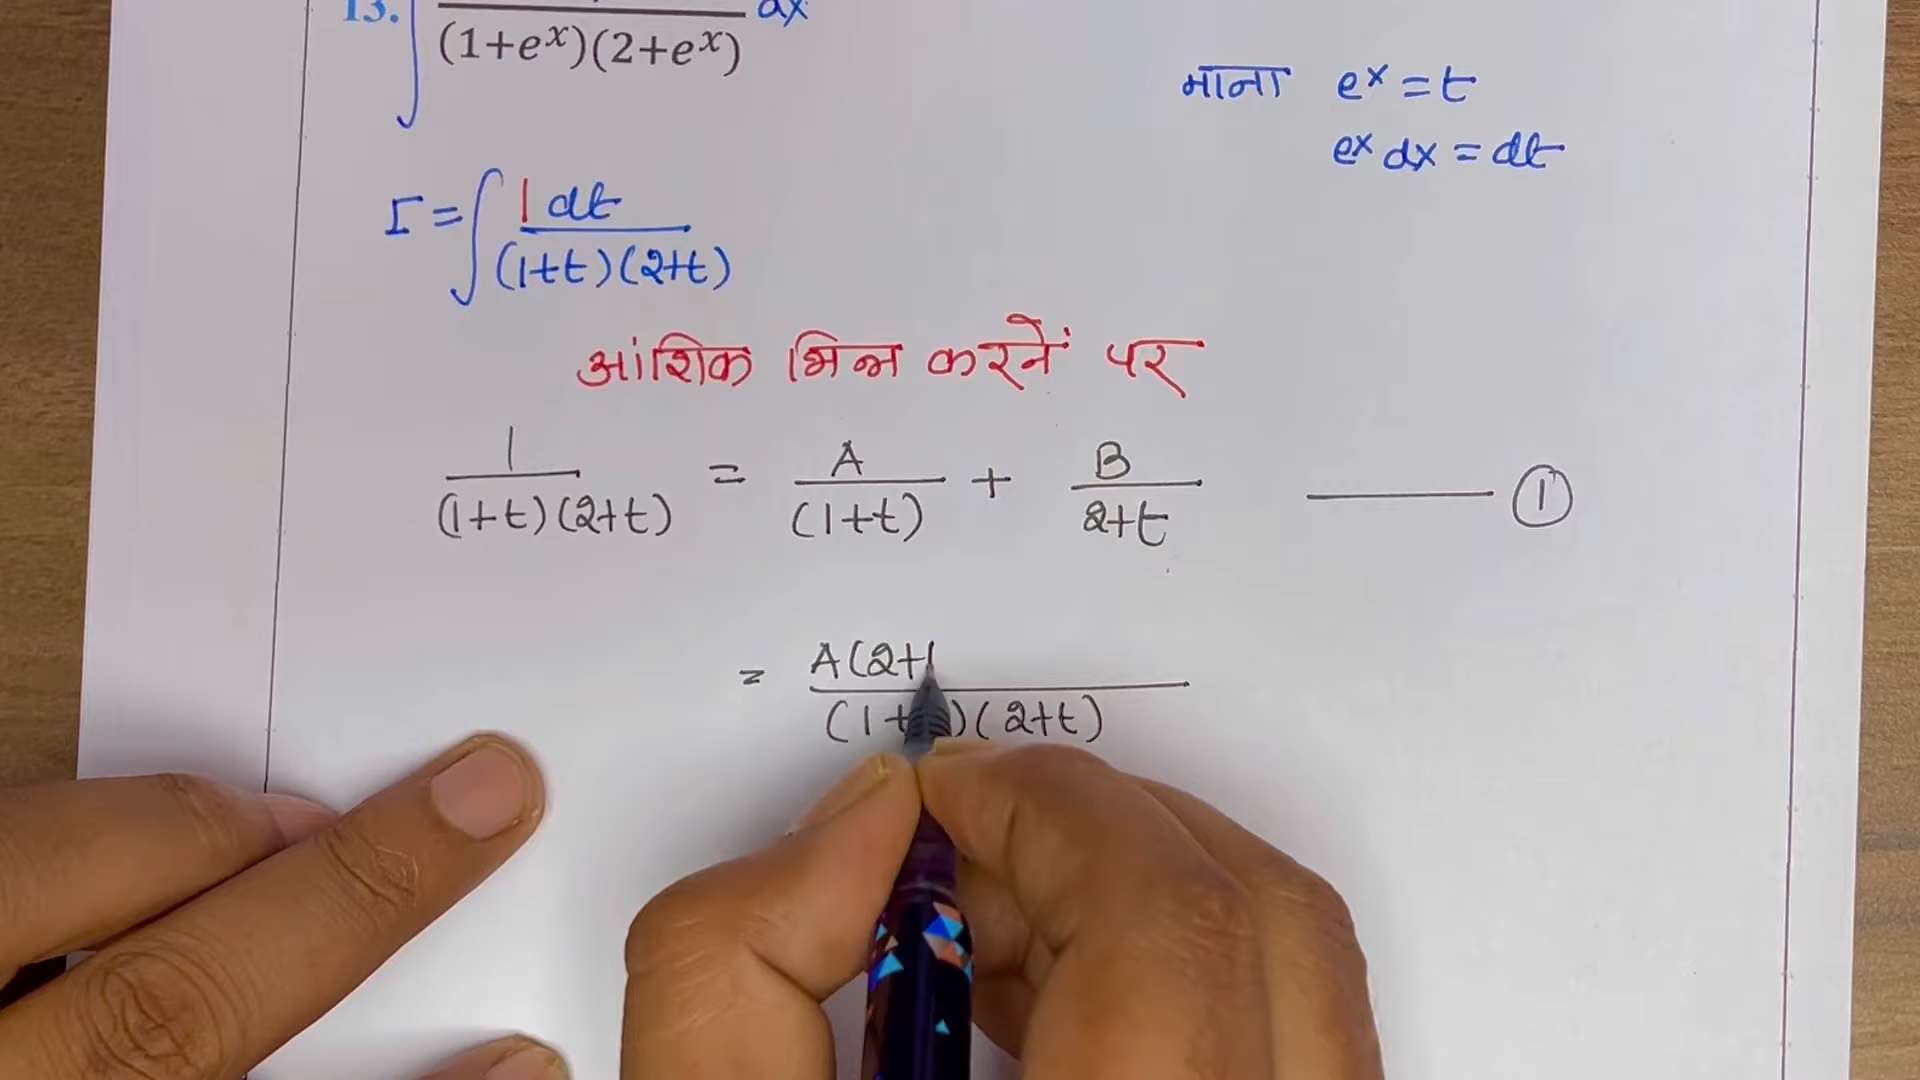 13. ∫ dx
(1+eˣ)(2+eˣ)
माना eˣ = t
eˣ dx = dt
I = ∫ 1 dt / (1+t)(2+t)
आंशिक भिन्न करनें पर
1 / (1+t)(2+t) = A / (1+t) + B / 2+t ——— ①
= A(2+ / (1+ )(2+t)